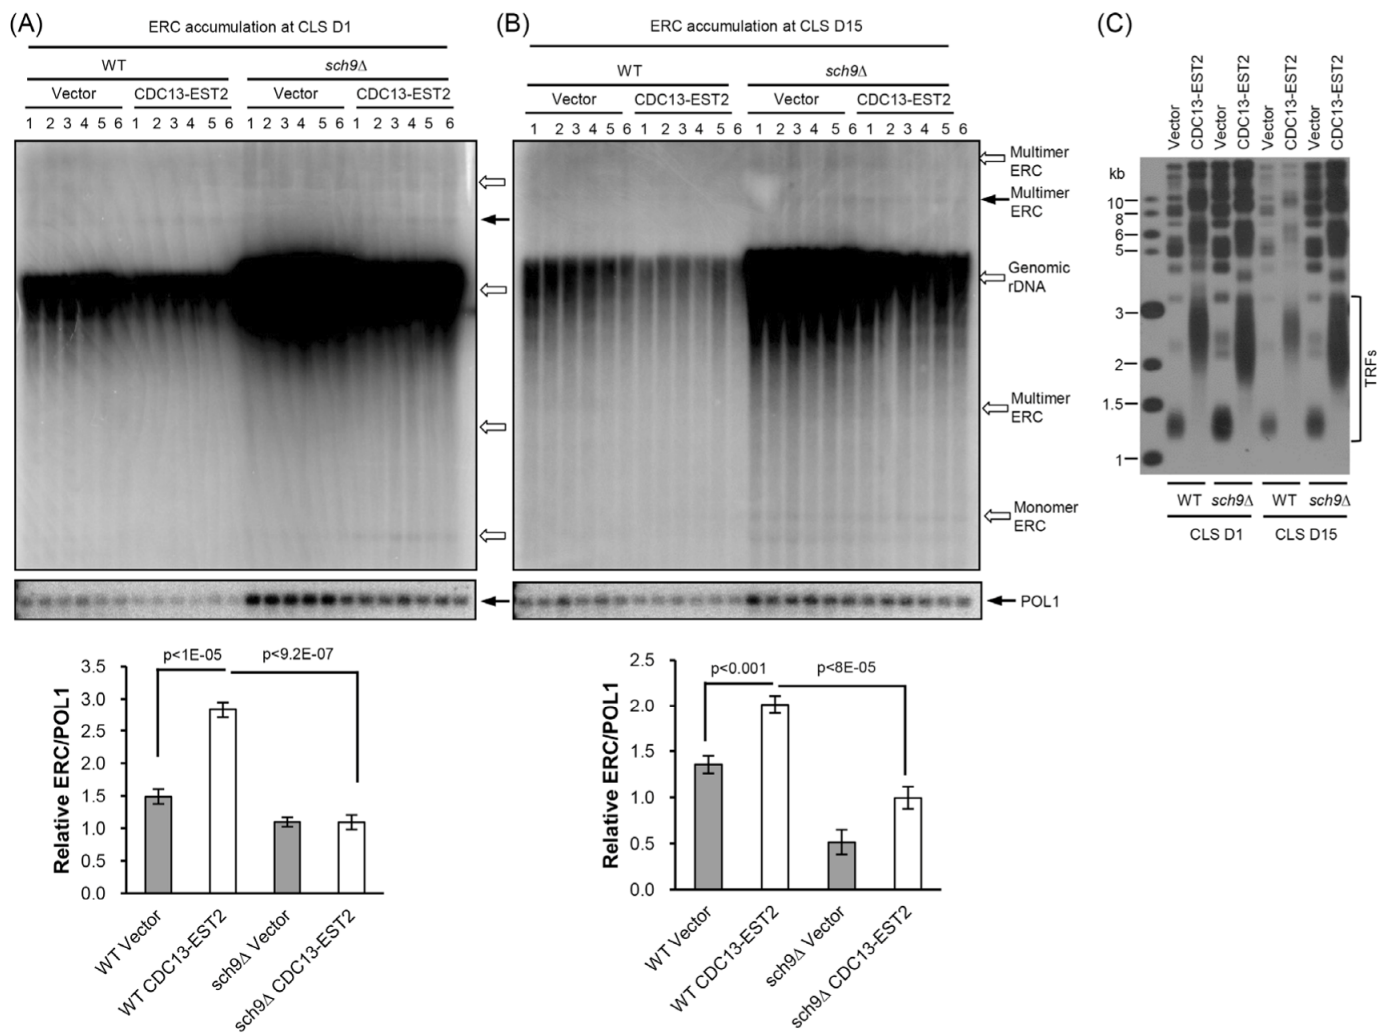 (A)
ERC accumulation at CLS D1
WT
sch9Δ
Vector
CDC13-EST2
Vector
CDC13-EST2
1 2 3 4 5 6 1 2 3 4 5 6 1 2 3 4 5 6 1 2 3 4 5 6
(B)
ERC accumulation at CLS D15
WT
sch9Δ
Vector
CDC13-EST2
Vector
CDC13-EST2
1 2 3 4 5 6 1 2 3 4 5 6 1 2 3 4 5 6 1 2 3 4 5 6
Multimer
ERC
Multimer
ERC
Genomic
rDNA
Multimer
ERC
Monomer
ERC
POL1
(C)
Vector
CDC13-EST2
Vector
CDC13-EST2
Vector
CDC13-EST2
Vector
CDC13-EST2
kb
10
8
6
5
3
2
1.5
1
TRFs
WT
sch9Δ
WT
sch9Δ
CLS D1
CLS D15
Relative ERC/POL1
3.5
3.0
2.5
2.0
1.5
1.0
0.5
0.0
p<1E-05
p<9.2E-07
WT Vector
WT CDC13-EST2
sch9Δ Vector
sch9Δ CDC13-EST2
Relative ERC/POL1
2.5
2.0
1.5
1.0
0.5
0.0
p<0.001
p<8E-05
WT Vector
WT CDC13-EST2
sch9Δ Vector
sch9Δ CDC13-EST2